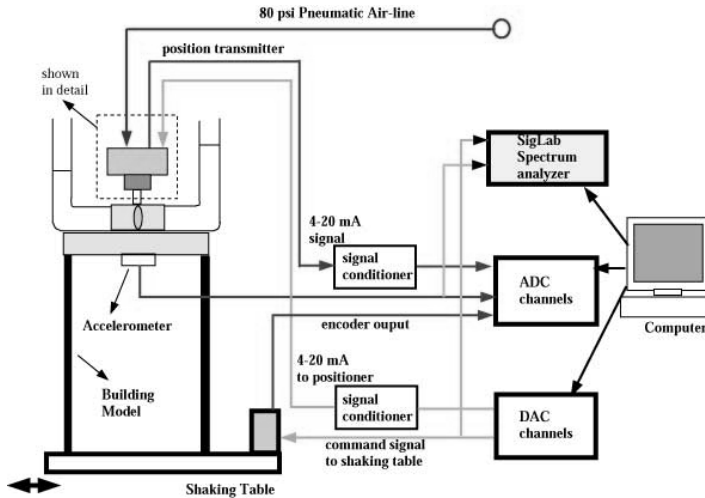 80 psi Pneumatic Air-line
position transmitter
shown
in detail
SigLab
Spectrum
analyzer
4-20 mA
signal
signal
conditioner
ADC
channels
Accelerometer
encoder ouput
Computer
4-20 mA
to positioner
Building
Model
signal
conditioner
DAC
channels
command signal
to shaking table
Shaking Table